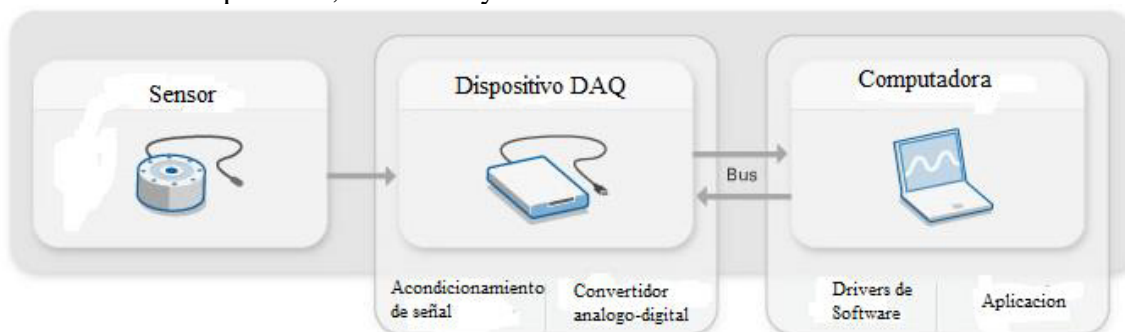 Sensor
Dispositivo DAQ
Computadora
Bus
Acondicionamiento
de señal
Convertidor
analogo-digital
Drivers de
Software
Aplicacion